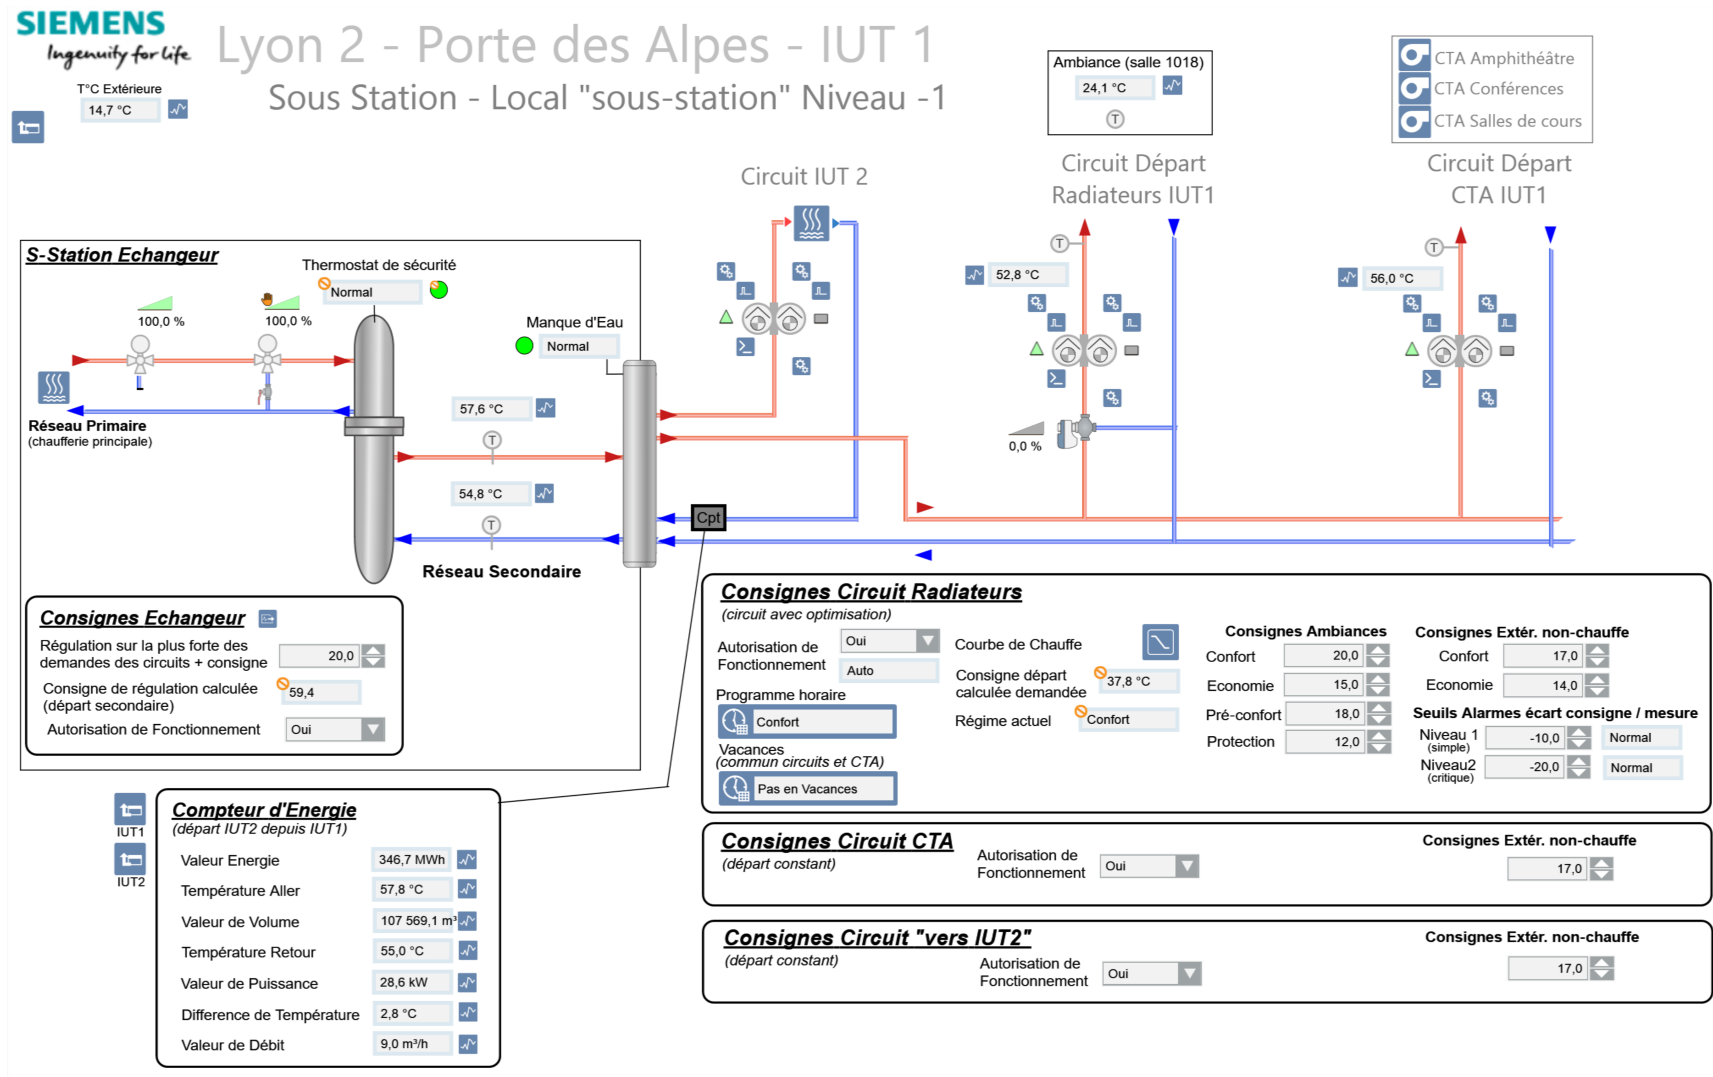 SIEMENS
Ingenuity for life
Lyon 2 - Porte des Alpes - IUT 1
Sous Station - Local "sous-station" Niveau -1
T°C Extérieure
14,7 °C
Ambiance (salle 1018)
24,1 °C
T
CTA Amphithéâtre
CTA Conférences
CTA Salles de cours
Circuit IUT 2
Circuit Départ
Radiateurs IUT1
Circuit Départ
CTA IUT1
T
52,8 °C
T
56,0 °C
0,0 %
S-Station Echangeur
Thermostat de sécurité
Normal
100,0 %
100,0 %
Manque d'Eau
Normal
Réseau Primaire
(chaufferie principale)
57,6 °C
T
54,8 °C
T
Cpt
Réseau Secondaire
Consignes Echangeur
Régulation sur la plus forte des
demandes des circuits + consigne
20,0
Consigne de régulation calculée
(départ secondaire)
59,4
Autorisation de Fonctionnement
Oui
Consignes Circuit Radiateurs
(circuit avec optimisation)
Autorisation de
Fonctionnement
Oui
Auto
Programme horaire
Confort
Vacances
(commun circuits et CTA)
Pas en Vacances
Courbe de Chauffe
Consigne départ
calculée demandée
37,8 °C
Régime actuel
Confort
Consignes Ambiances
Confort
20,0
Economie
15,0
Pré-confort
18,0
Protection
12,0
Consignes Extér. non-chauffe
Confort
17,0
Economie
14,0
Seuils Alarmes écart consigne / mesure
Niveau 1
(simple)
-10,0
Normal
Niveau2
(critique)
-20,0
Normal
IUT1
IUT2
Compteur d'Energie
(départ IUT2 depuis IUT1)
Valeur Energie
346,7 MWh
Température Aller
57,8 °C
Valeur de Volume
107 569,1 m³
Température Retour
55,0 °C
Valeur de Puissance
28,6 kW
Difference de Température
2,8 °C
Valeur de Débit
9,0 m³/h
Consignes Circuit CTA
(départ constant)
Autorisation de
Fonctionnement
Oui
Consignes Extér. non-chauffe
17,0
Consignes Circuit "vers IUT2"
(départ constant)
Autorisation de
Fonctionnement
Oui
Consignes Extér. non-chauffe
17,0